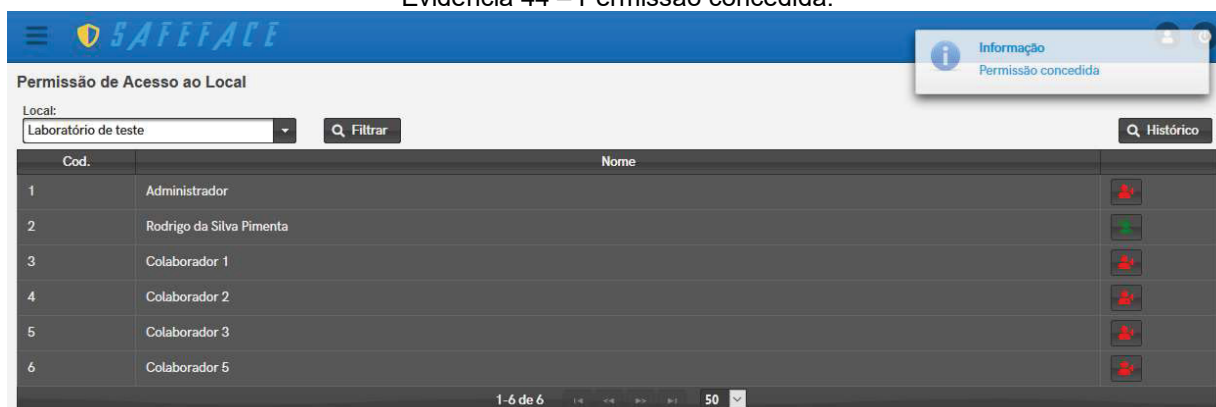 Evidência 44 – Permissão concedida.
SAFEFACE
Informação
Permissão concedida
Permissão de Acesso ao Local
Local:
Laboratório de teste
Filtrar
Histórico
Cod. Nome
1 Administrador
2 Rodrigo da Silva Pimenta
3 Colaborador 1
4 Colaborador 2
5 Colaborador 3
6 Colaborador 5
1-6 de 6 50